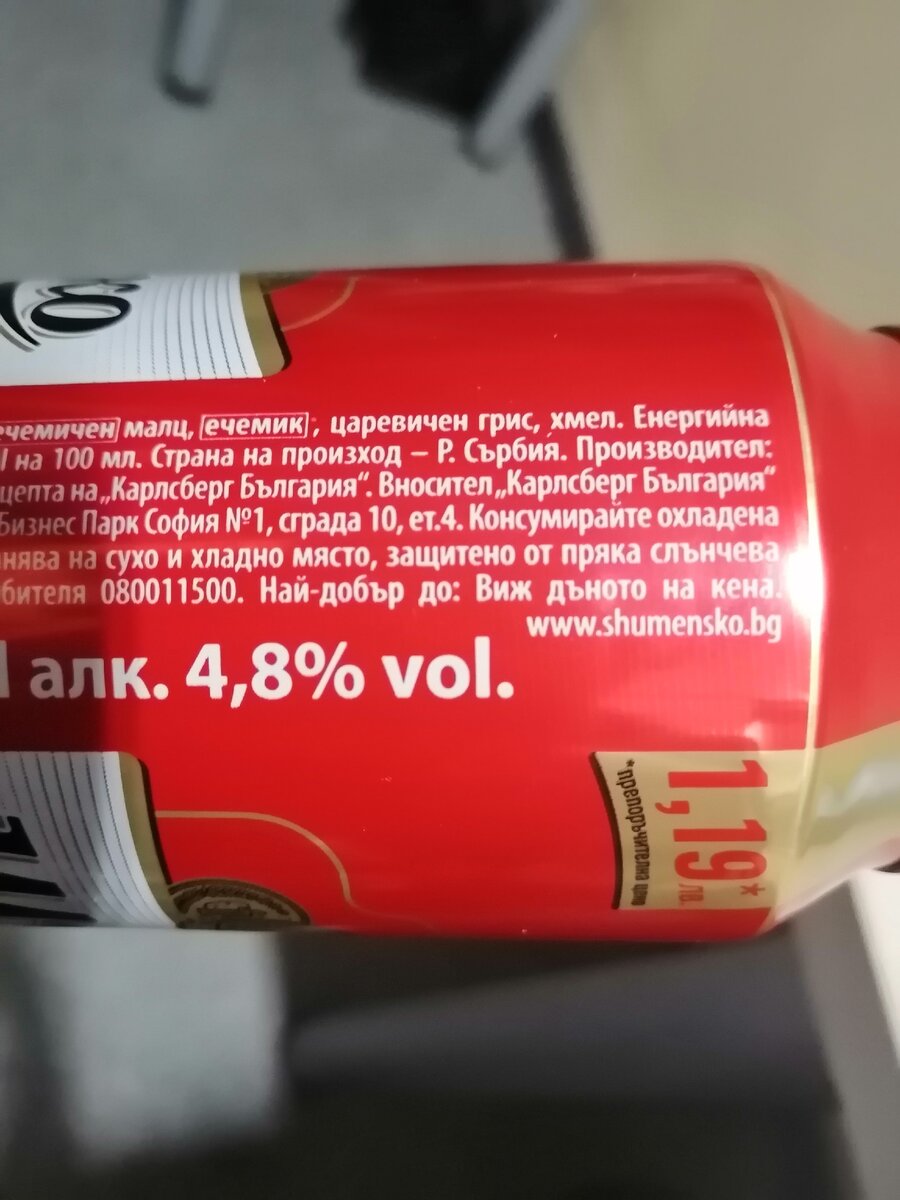 ечемичен малц, ечемик*, царевичен грис, хмел. Енергийна
на 100 мл. Страна на произход – Р. Сърбия. Производител:
на „Карлсберг България“. Вносител „Карлсберг България“
Бизнес Парк София №1, сграда 10, ет.4. Консумирайте охладена
на сухо и хладно място, защитено от пряка слънчева
080011500. Най-добър до: Виж дъното на кена.
www.shumensko.bg
алк. 4,8% vol.
1,19* лв.
*препоръчителна цена